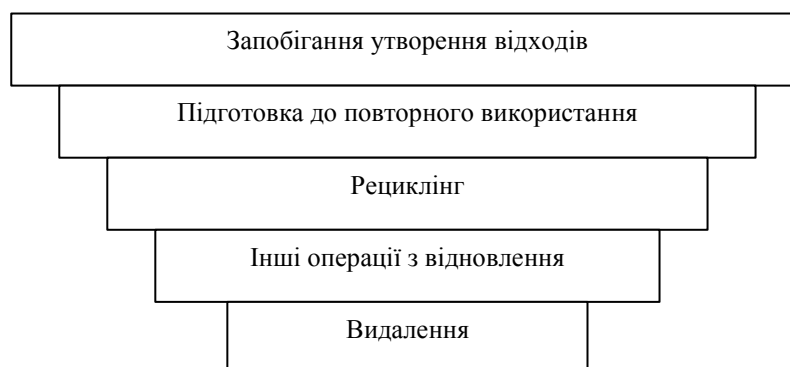 Запобігання утворення відходів
Підготовка до повторного використання
Рециклінг
Інші операції з відновлення
Видалення